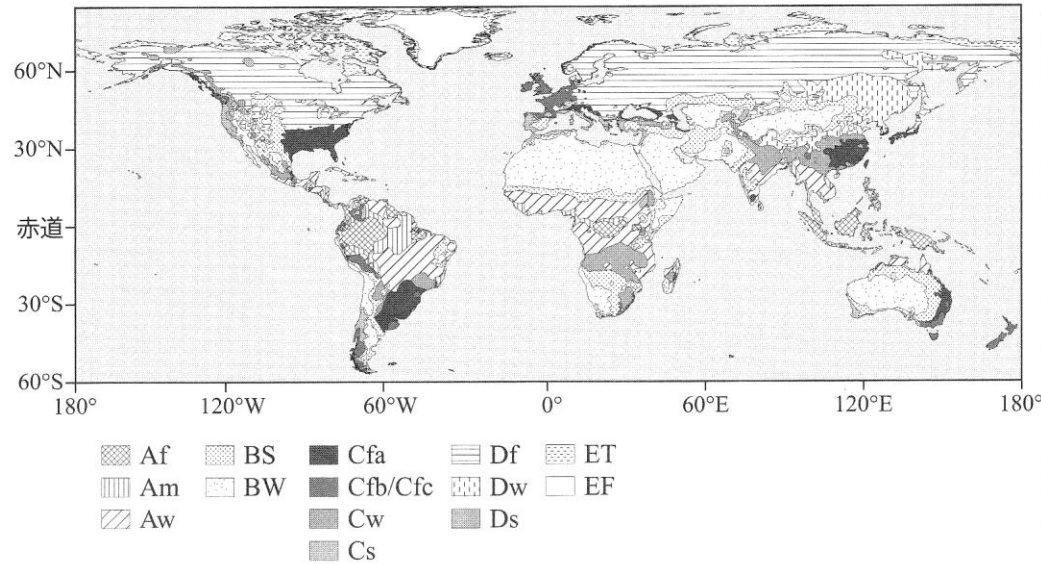 60°N
30°N
赤道
30°S
60°S
180° 120°W 60°W 0° 60°E 120°E 180°
Af BS Cfa Df ET
Am BW Cfb/Cfc Dw EF
Aw Cw Ds
Cs